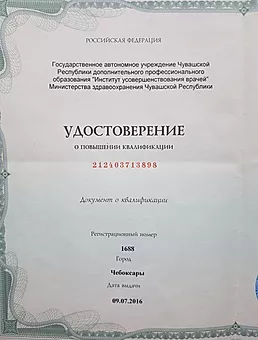 РОССИЙСКАЯ ФЕДЕРАЦИЯ
Государственное автономное учреждение Чувашской
Республики дополнительного профессионального
образования "Институт усовершенствования врачей"
Министерства здравоохранения Чувашской Республики
УДОСТОВЕРЕНИЕ
О ПОВЫШЕНИИ КВАЛИФИКАЦИИ
212403713898
Документ о квалификации
Регистрационный номер
1688
Город
Чебоксары
Дата выдачи
09.07.2016